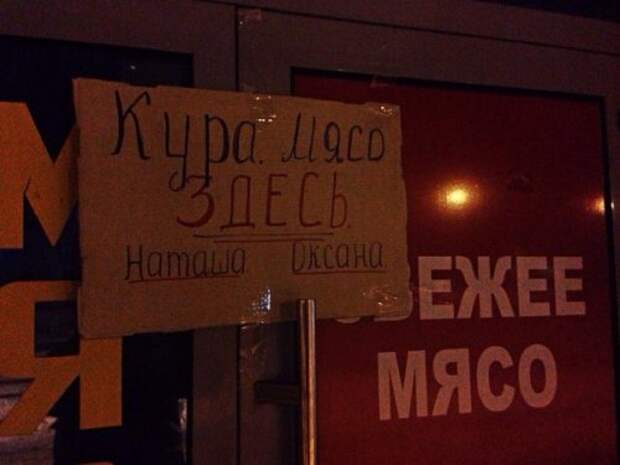 Кура. Мясо
ЗДЕСЬ.
Наташа Оксана
СВЕЖЕЕ
МЯСО
М
Я